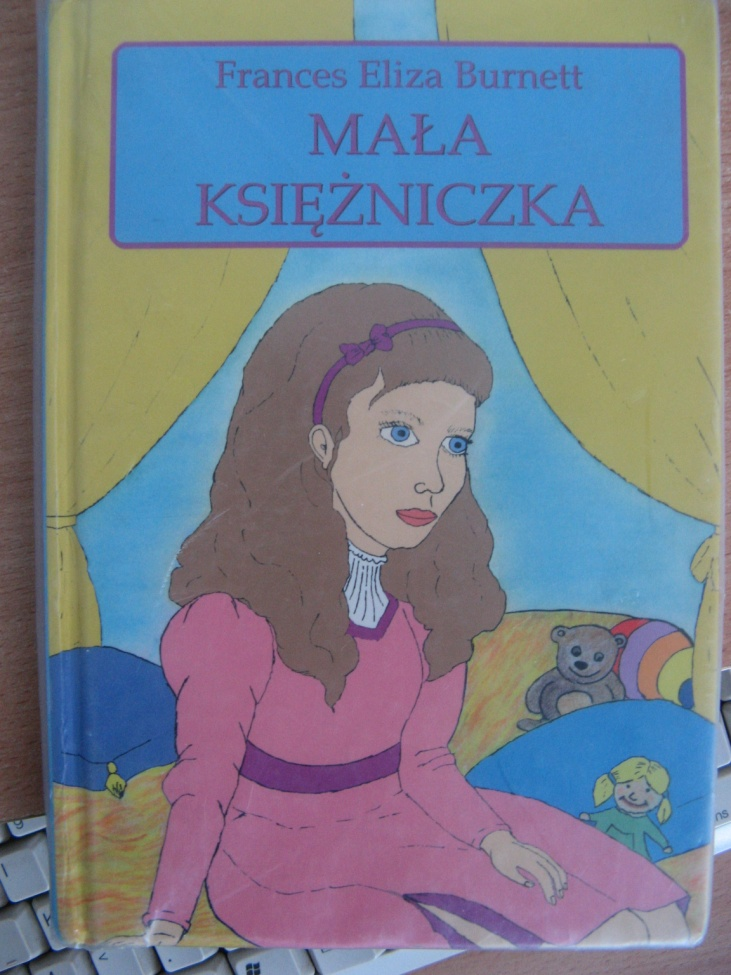 Frances Eliza Burnett
MAŁA
KSIĘŻNICZKA